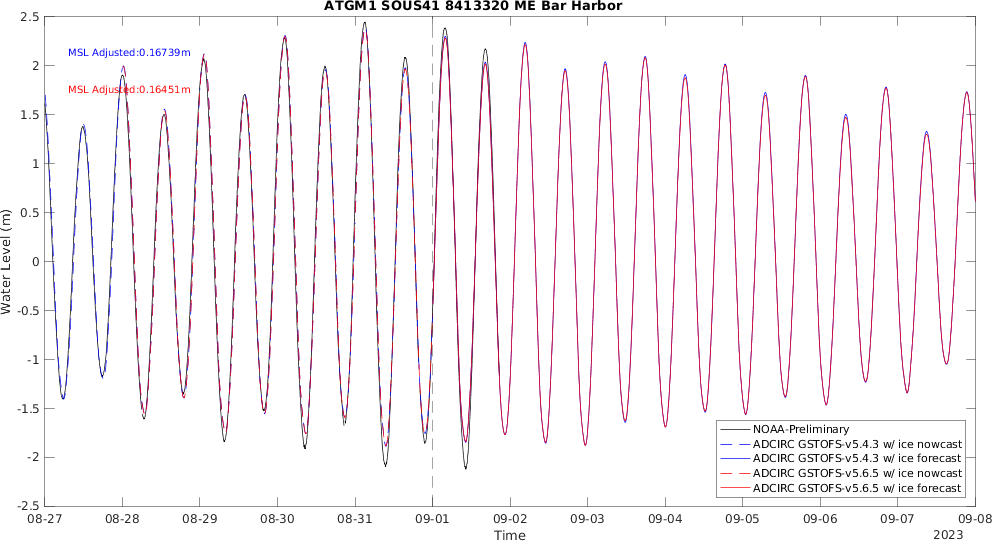 ATGM1 SOUS41 8413320 ME Bar Harbor
MSL Adjusted:0.16739m
MSL Adjusted:0.16451m
Water Level (m)
2.5
2
1.5
1
0.5
0
-0.5
-1
-1.5
-2
-2.5
NOAA-Preliminary
ADCIRC GSTOFS-v5.4.3 w/ ice nowcast
ADCIRC GSTOFS-v5.4.3 w/ ice forecast
ADCIRC GSTOFS-v5.6.5 w/ ice nowcast
ADCIRC GSTOFS-v5.6.5 w/ ice forecast
08-27 08-28 08-29 08-30 08-31 09-01 09-02 09-03 09-04 09-05 09-06 09-07 09-08
Time
2023